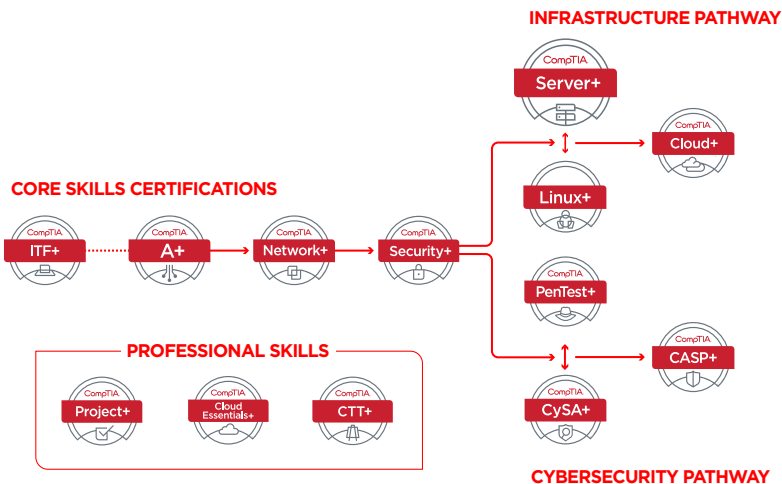 INFRASTRUCTURE PATHWAY
CompTIA
Server+
CompTIA
Cloud+
CompTIA
Linux+
CORE SKILLS CERTIFICATIONS
CompTIA
ITF+
CompTIA
A+
CompTIA
Network+
CompTIA
Security+
CompTIA
PenTest+
CompTIA
CASP+
CompTIA
CySA+
CYBERSECURITY PATHWAY
PROFESSIONAL SKILLS
CompTIA
Project+
CompTIA
Cloud
Essentials+
CompTIA
CTT+